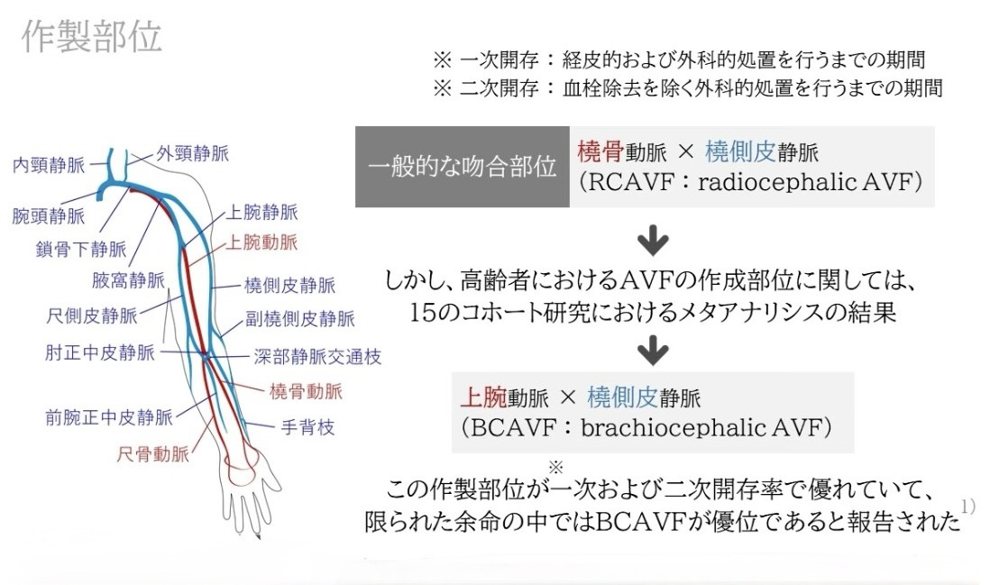 作製部位
※ 一次開存：経皮的および外科的処置を行うまでの期間
※ 二次開存：血栓除去を除く外科的処置を行うまでの期間
一般的な吻合部位
橈骨動脈 × 橈側皮静脈
（RCAVF：radiocephalic AVF）
しかし、高齢者におけるAVFの作成部位に関しては、
15のコホート研究におけるメタアナリシスの結果
上腕動脈 × 橈側皮静脈
（BCAVF：brachiocephalic AVF）
※
この作製部位が一次および二次開存率で優れていて、
限られた余命の中ではBCAVFが優位であると報告された1)
外頸静脈
内頸静脈
腕頭静脈
鎖骨下静脈
腋窩静脈
上腕静脈
上腕動脈
橈側皮静脈
尺側皮静脈
副橈側皮静脈
肘正中皮静脈
深部静脈交通枝
橈骨動脈
前腕正中皮静脈
手背枝
尺骨動脈